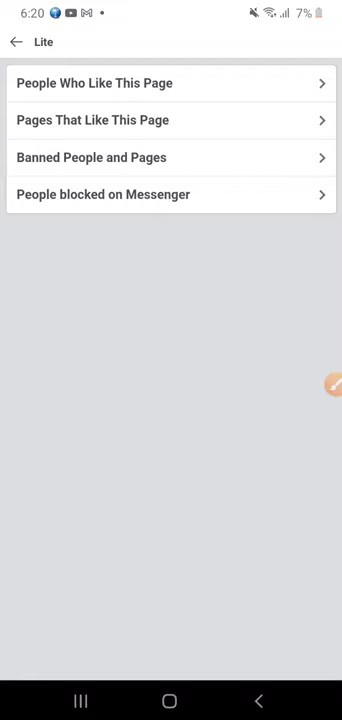 6:20
7%
Lite
People Who Like This Page
Pages That Like This Page
Banned People and Pages
People blocked on Messenger